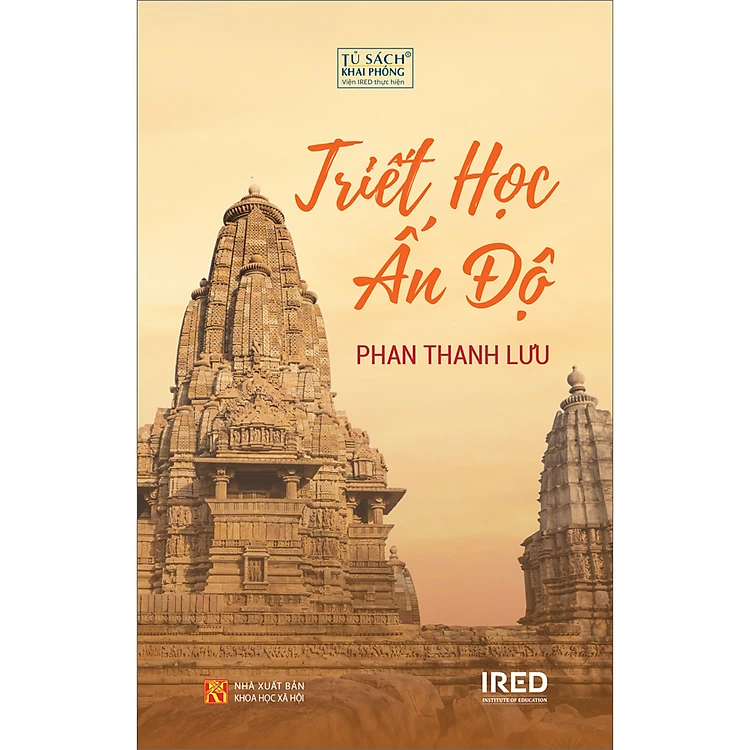 TỦ SÁCH®
KHAI PHÓNG
Viện IRED thực hiện
Triết Học
Ấn Độ
PHAN THANH LƯU
NHÀ XUẤT BẢN
KHOA HỌC XÃ HỘI
IRED
INSTITUTE OF EDUCATION